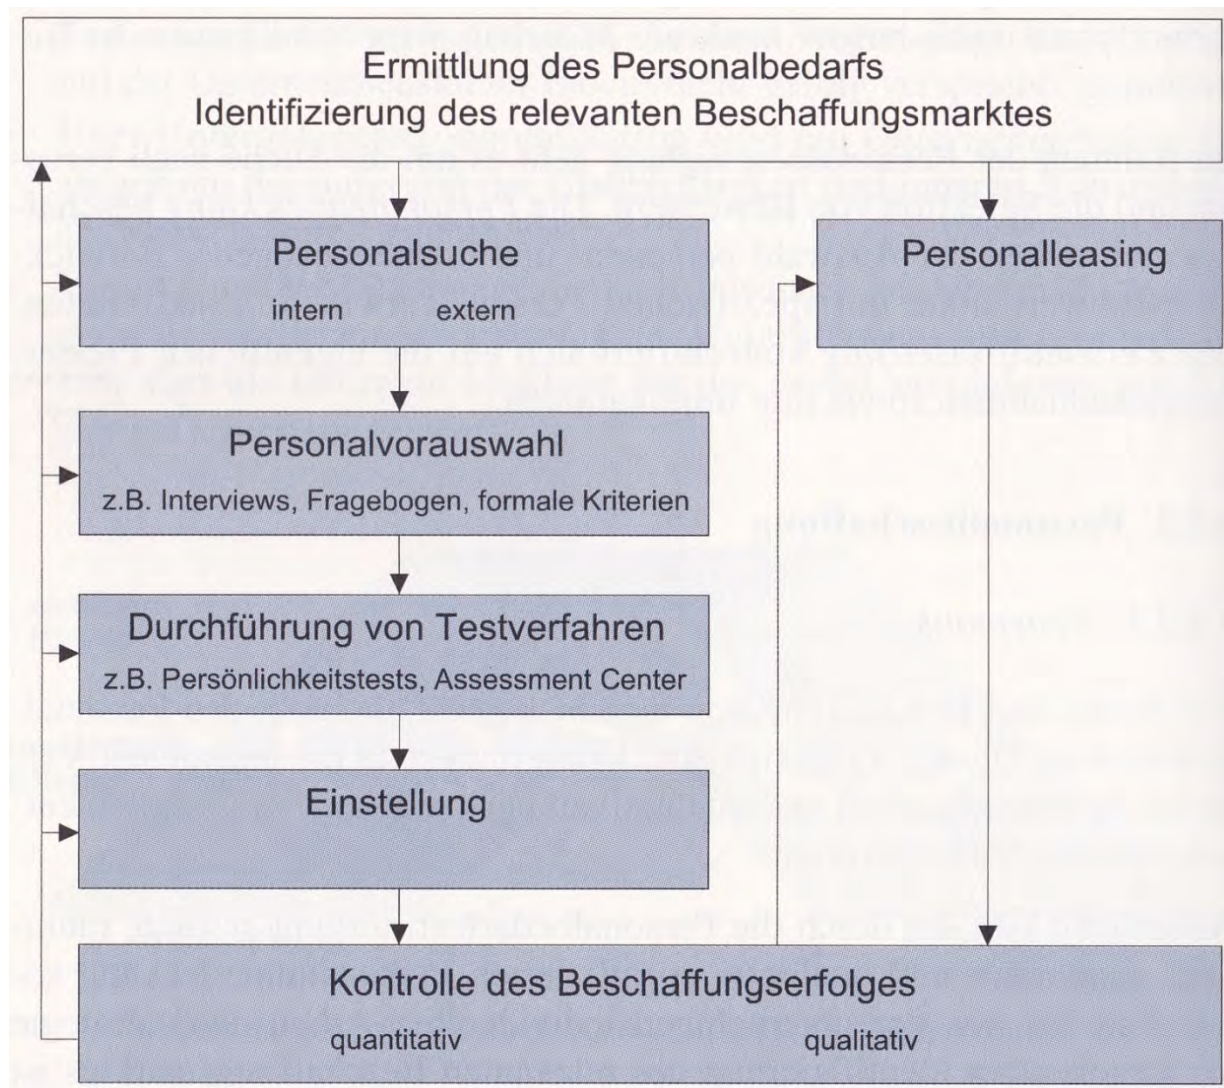 Ermittlung des Personalbedarfs
Identifizierung des relevanten Beschaffungsmarktes
Personalsuche
intern extern
Personalleasing
Personalvorauswahl
z.B. Interviews, Fragebogen, formale Kriterien
Durchführung von Testverfahren
z.B. Persönlichkeitstests, Assessment Center
Einstellung
Kontrolle des Beschaffungserfolges
quantitativ qualitativ